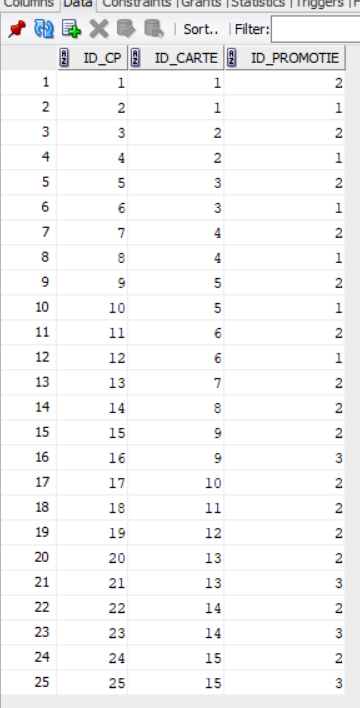 Columns Data Constraints |Grants |Statistics |Triggers |F
Sort.. Filter:
ID_CP ID_CARTE ID_PROMOTIE
1 1 1 2
2 2 1 1
3 3 2 2
4 4 2 1
5 5 3 2
6 6 3 1
7 7 4 2
8 8 4 1
9 9 5 2
10 10 5 1
11 11 6 2
12 12 6 1
13 13 7 2
14 14 8 2
15 15 9 2
16 16 9 3
17 17 10 2
18 18 11 2
19 19 12 2
20 20 13 2
21 21 13 3
22 22 14 2
23 23 14 3
24 24 15 2
25 25 15 3